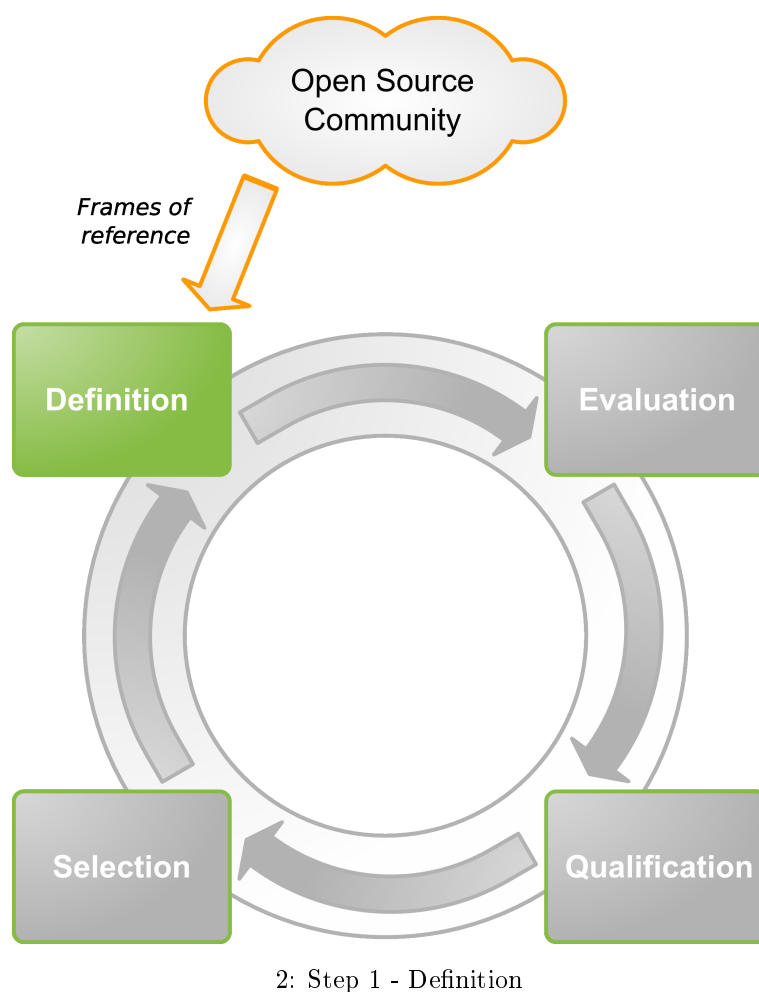 Open Source
Community
Frames of
reference
Definition
Evaluation
Selection
Qualification
2: Step 1 - Definition